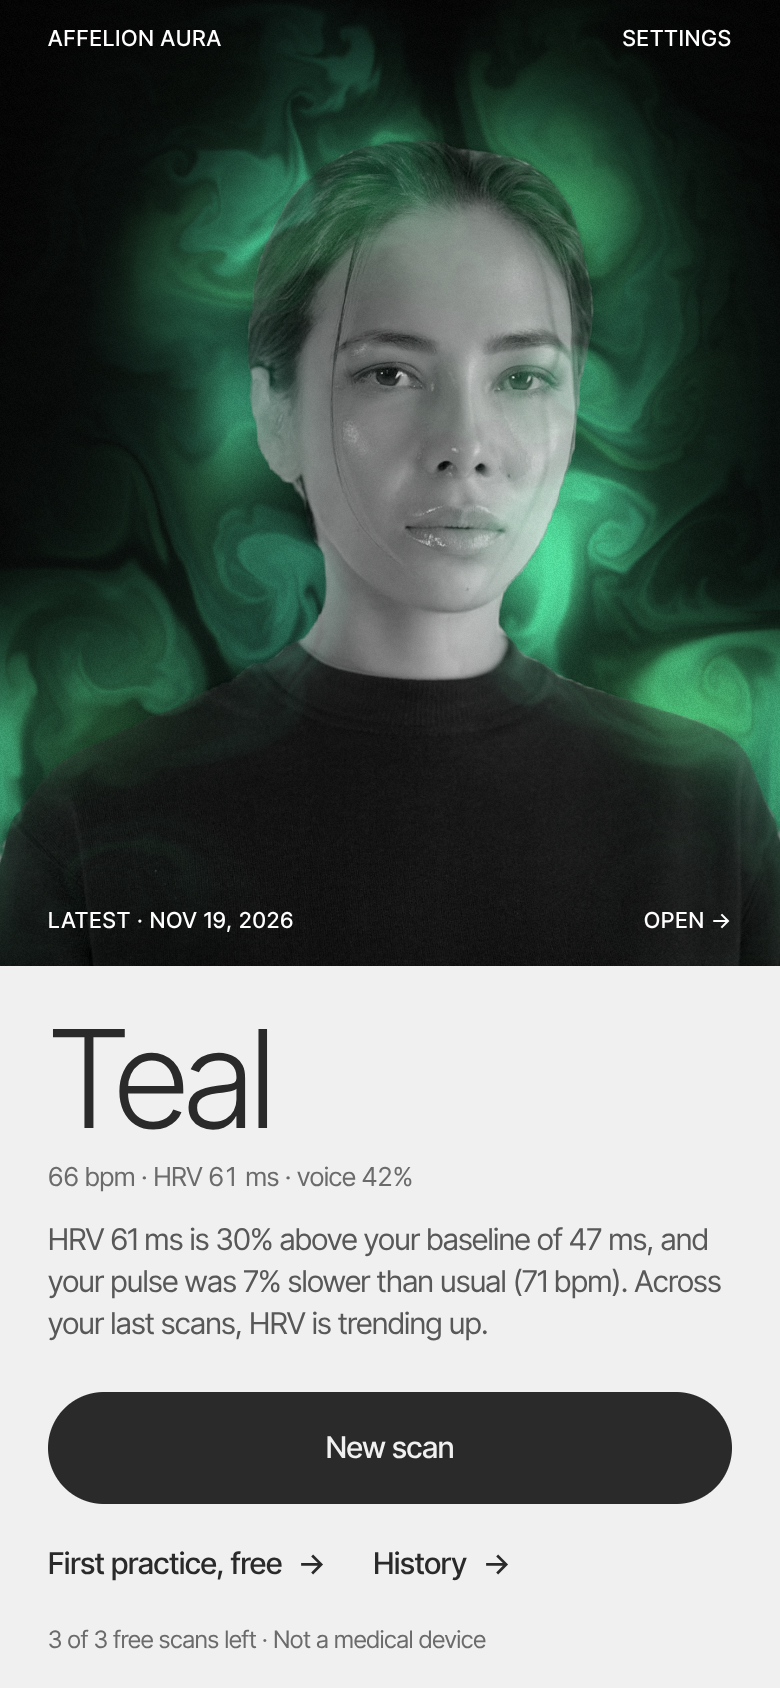 AFFELION AURA
SETTINGS
LATEST · NOV 19, 2026
OPEN →
Teal
66 bpm · HRV 61 ms · voice 42%
HRV 61 ms is 30% above your baseline of 47 ms, and
your pulse was 7% slower than usual (71 bpm). Across
your last scans, HRV is trending up.
New scan
First practice, free →
History →
3 of 3 free scans left · Not a medical device